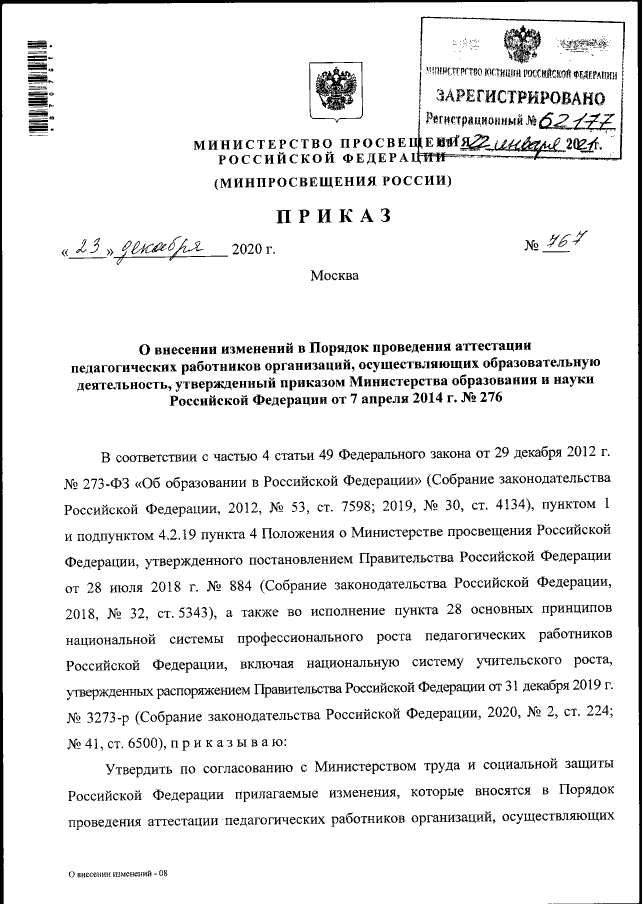 МИНИСТЕРСТВО ЮСТИЦИИ РОССИЙСКОЙ ФЕДЕРАЦИИ
ЗАРЕГИСТРИРОВАНО
Регистрационный № 62177
от "22" января 2021 г.
МИНИСТЕРСТВО ПРОСВЕЩЕНИЯ
РОССИЙСКОЙ ФЕДЕРАЦИИ
(МИНПРОСВЕЩЕНИЯ РОССИИ)
ПРИКАЗ
« 23 » декабря 2020 г.
№ 767
Москва
О внесении изменений в Порядок проведения аттестации
педагогических работников организаций, осуществляющих образовательную
деятельность, утвержденный приказом Министерства образования и науки
Российской Федерации от 7 апреля 2014 г. № 276
В соответствии с частью 4 статьи 49 Федерального закона от 29 декабря 2012 г.
№ 273-ФЗ «Об образовании в Российской Федерации» (Собрание законодательства
Российской Федерации, 2012, № 53, ст. 7598; 2019, № 30, ст. 4134), пунктом 1
и подпунктом 4.2.19 пункта 4 Положения о Министерстве просвещения Российской
Федерации, утвержденного постановлением Правительства Российской Федерации
от 28 июля 2018 г. № 884 (Собрание законодательства Российской Федерации,
2018, № 32, ст. 5343), а также во исполнение пункта 28 основных принципов
национальной системы профессионального роста педагогических работников
Российской Федерации, включая национальную систему учительского роста,
утвержденных распоряжением Правительства Российской Федерации от 31 декабря 2019 г.
№ 3273-р (Собрание законодательства Российской Федерации, 2020, № 2, ст. 224;
№ 41, ст. 6500), п р и к а з ы в а ю:
Утвердить по согласованию с Министерством труда и социальной защиты
Российской Федерации прилагаемые изменения, которые вносятся в Порядок
проведения аттестации педагогических работников организаций, осуществляющих
О внесении изменений - 08